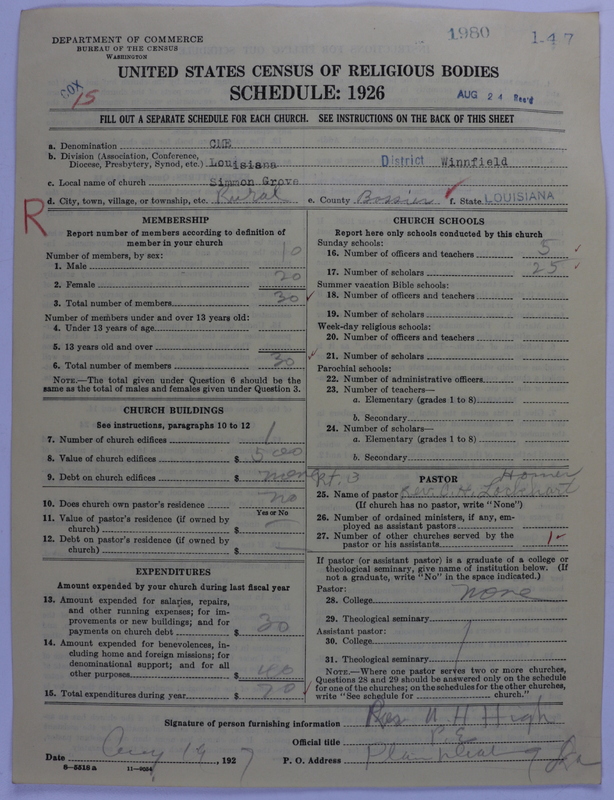 1980
147
DEPARTMENT OF COMMERCE
BUREAU OF THE CENSUS
WASHINGTON
UNITED STATES CENSUS OF RELIGIOUS BODIES
SCHEDULE: 1926
COX
15
AUG 24 Rec'd
FILL OUT A SEPARATE SCHEDULE FOR EACH CHURCH. SEE INSTRUCTIONS ON THE BACK OF THIS SHEET
a. Denomination CME
b. Division (Association, Conference, Diocese, Presbytery, Synod, etc.) Louisiana District Winnfield
c. Local name of church Simmon Grove
d. City, town, village, or township, etc. Rural e. County Bossier f. State LOUISIANA
R
MEMBERSHIP
Report number of members according to definition of
member in your church
Number of members, by sex:
1. Male 10
2. Female 20
3. Total number of members 30
Number of members under and over 13 years old:
4. Under 13 years of age
5. 13 years old and over
6. Total number of members 30
NOTE.—The total given under Question 6 should be the
same as the total of males and females given under Question 3.
CHURCH BUILDINGS
See instructions, paragraphs 10 to 12
7. Number of church edifices 1
8. Value of church edifices $ 500
9. Debt on church edifices $ none
10. Does church own pastor's residence no
Yes or No
11. Value of pastor's residence (if owned by
church) $
12. Debt on pastor's residence (if owned by
church) $
EXPENDITURES
Amount expended by your church during last fiscal year
13. Amount expended for salaries, repairs,
and other running expenses; for im-
provements or new buildings; and for
payments on church debt $ 30
14. Amount expended for benevolences, in-
cluding home and foreign missions; for
denominational support; and for all
other purposes $ 40
15. Total expenditures during year $ 70
CHURCH SCHOOLS
Report here only schools conducted by this church
Sunday schools:
16. Number of officers and teachers 5
17. Number of scholars 25
Summer vacation Bible schools:
18. Number of officers and teachers
19. Number of scholars
Week-day religious schools:
20. Number of officers and teachers
21. Number of scholars
Parochial schools:
22. Number of administrative officers
23. Number of teachers—
a. Elementary (grades 1 to 8)
b. Secondary
24. Number of scholars—
a. Elementary (grades 1 to 8)
b. Secondary
PASTOR
Homer
25. Name of pastor Lockhart
(If church has no pastor, write "None")
26. Number of ordained ministers, if any, em-
ployed as assistant pastors
27. Number of other churches served by the
pastor or his assistants 1
If pastor (or assistant pastor) is a graduate of a college or
theological seminary, give name of institution below. (If
not a graduate, write "No" in the space indicated.)
Pastor:
28. College none
29. Theological seminary
Assistant pastor:
30. College
31. Theological seminary
NOTE.—Where one pastor serves two or more churches,
Questions 28 and 29 should be answered only on the schedule
for one of the churches; on the schedules for the other churches,
write "See schedule for church."
Signature of person furnishing information Rev A H High
Official title P. E.
Date Aug 19, 1927 P. O. Address Plain Dealing La
8—5518a 11—9034